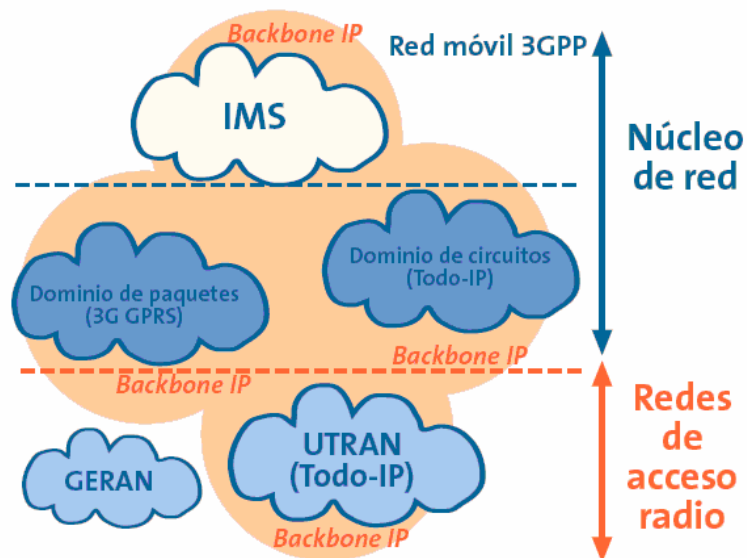 Backbone IP
Red móvil 3GPP
IMS
Núcleo
de red
Dominio de circuitos
(Todo-IP)
Dominio de paquetes
(3G GPRS)
Backbone IP
Backbone IP
Redes
de
acceso
radio
UTRAN
(Todo-IP)
GERAN
Backbone IP